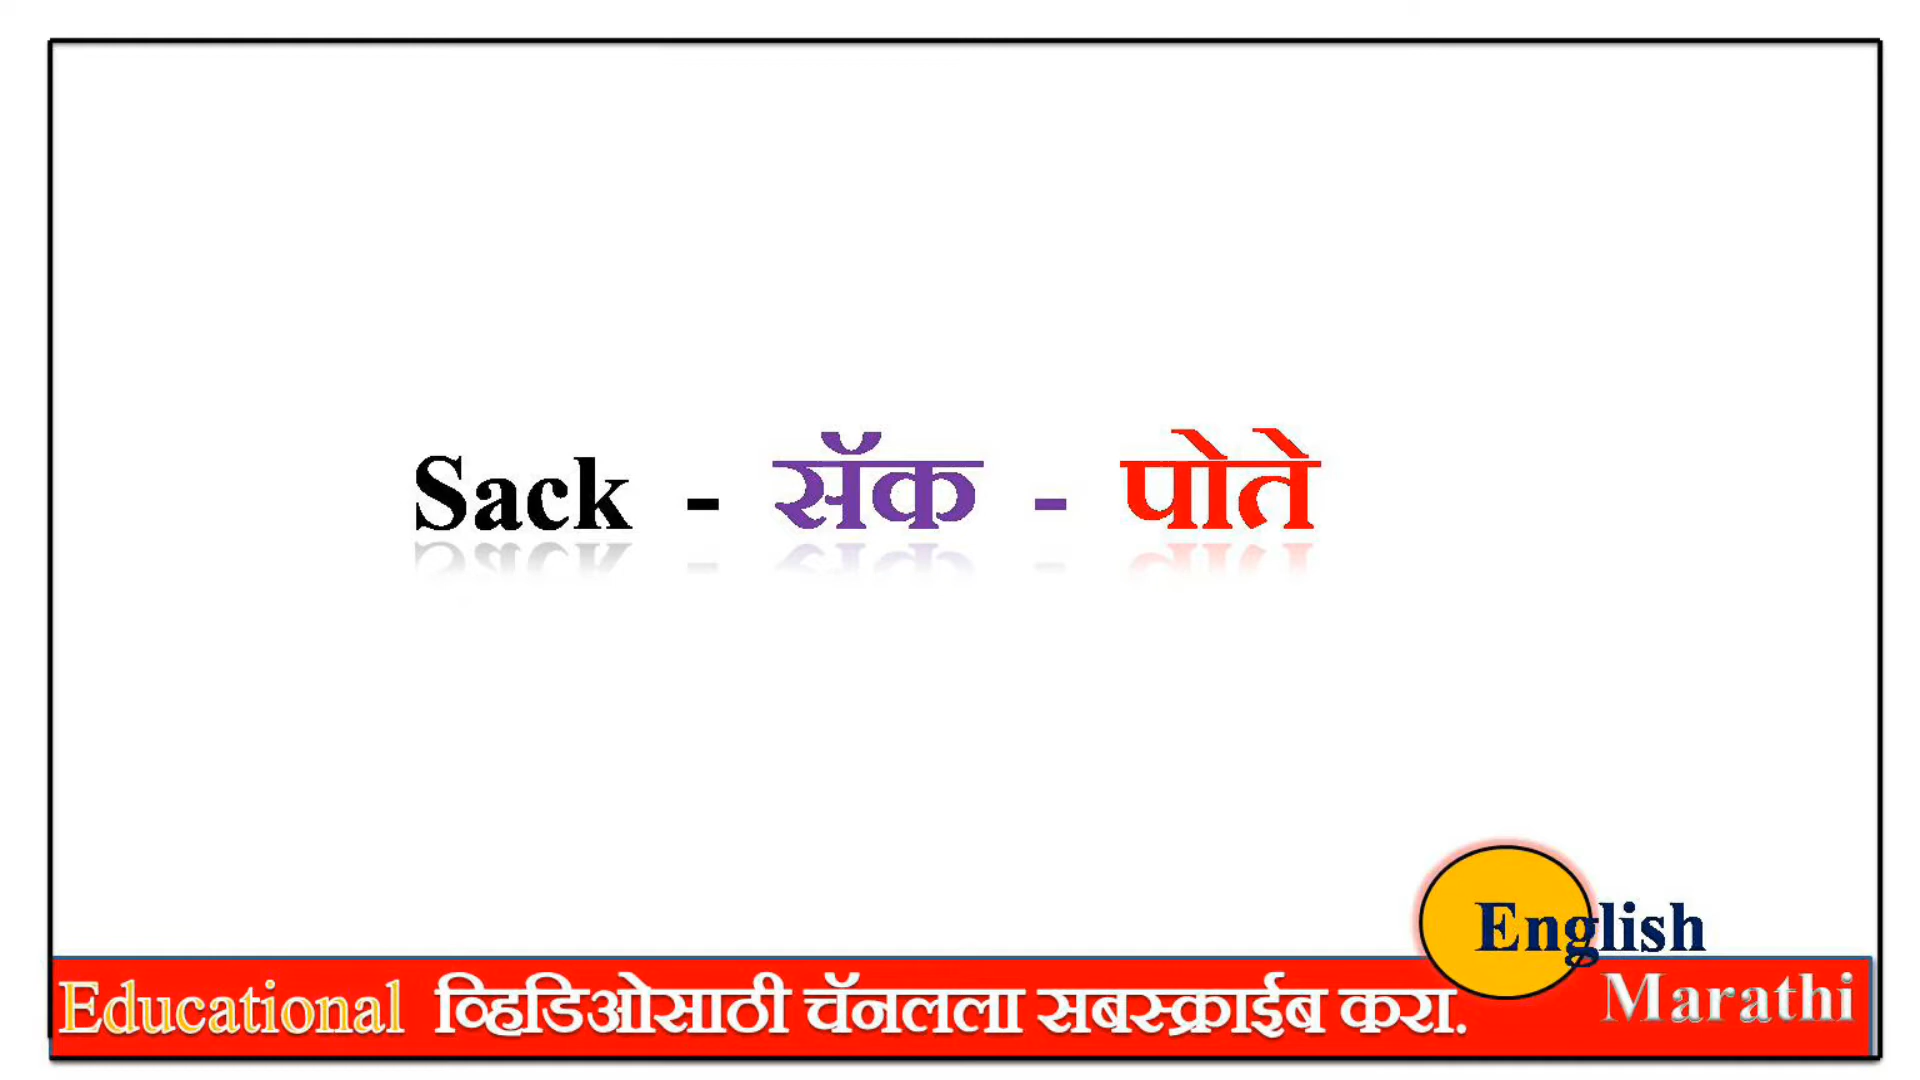 Sack - सॅक - पोते
English
Educational व्हिडिओसाठी चॅनलला सबस्क्राईब करा.
Marathi